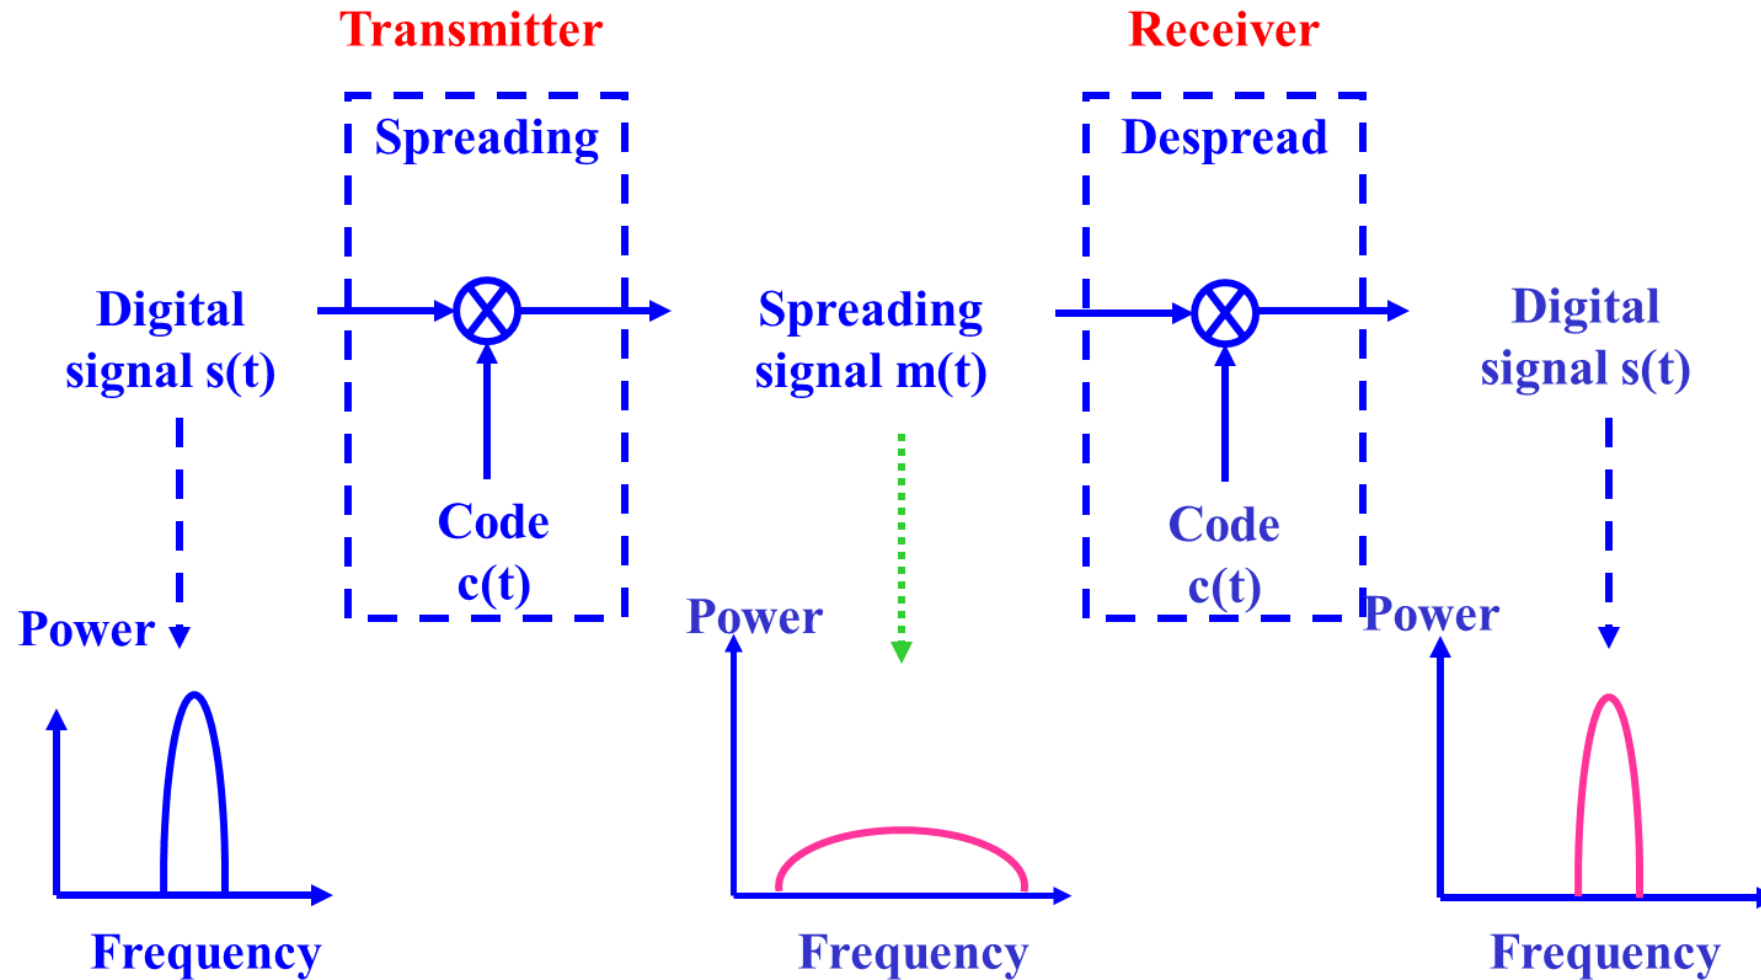 Transmitter
Receiver
Spreading
Despread
Digital
signal s(t)
Spreading
signal m(t)
Digital
signal s(t)
Code
c(t)
Code
c(t)
Power
Power
Power
Frequency
Frequency
Frequency